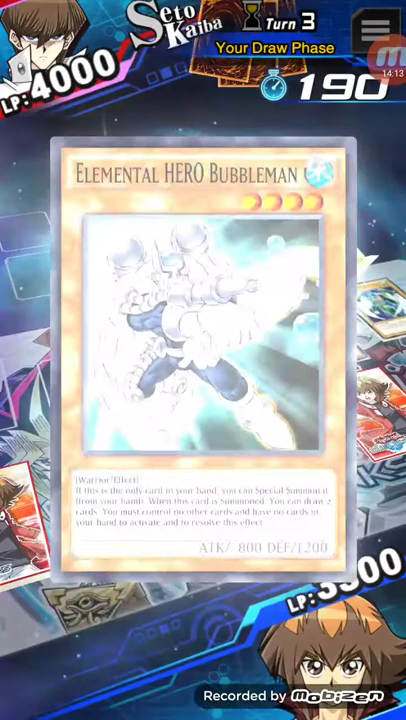 Seto
Kaiba
Turn 3
Your Draw Phase
LP: 4000
190
14:13
ELEMENTAL HERO BUBBLEMAN
[Warrior/Effect]
If this is the only card in your hand, you can Special Summon it
(from your hand). When this card is Summoned: You can draw 2
cards. You must control no other cards and have no cards in
your hand to activate and to resolve this effect.
ATK/ 800 DEF/1200
LP:
Recorded by MOBIZEN